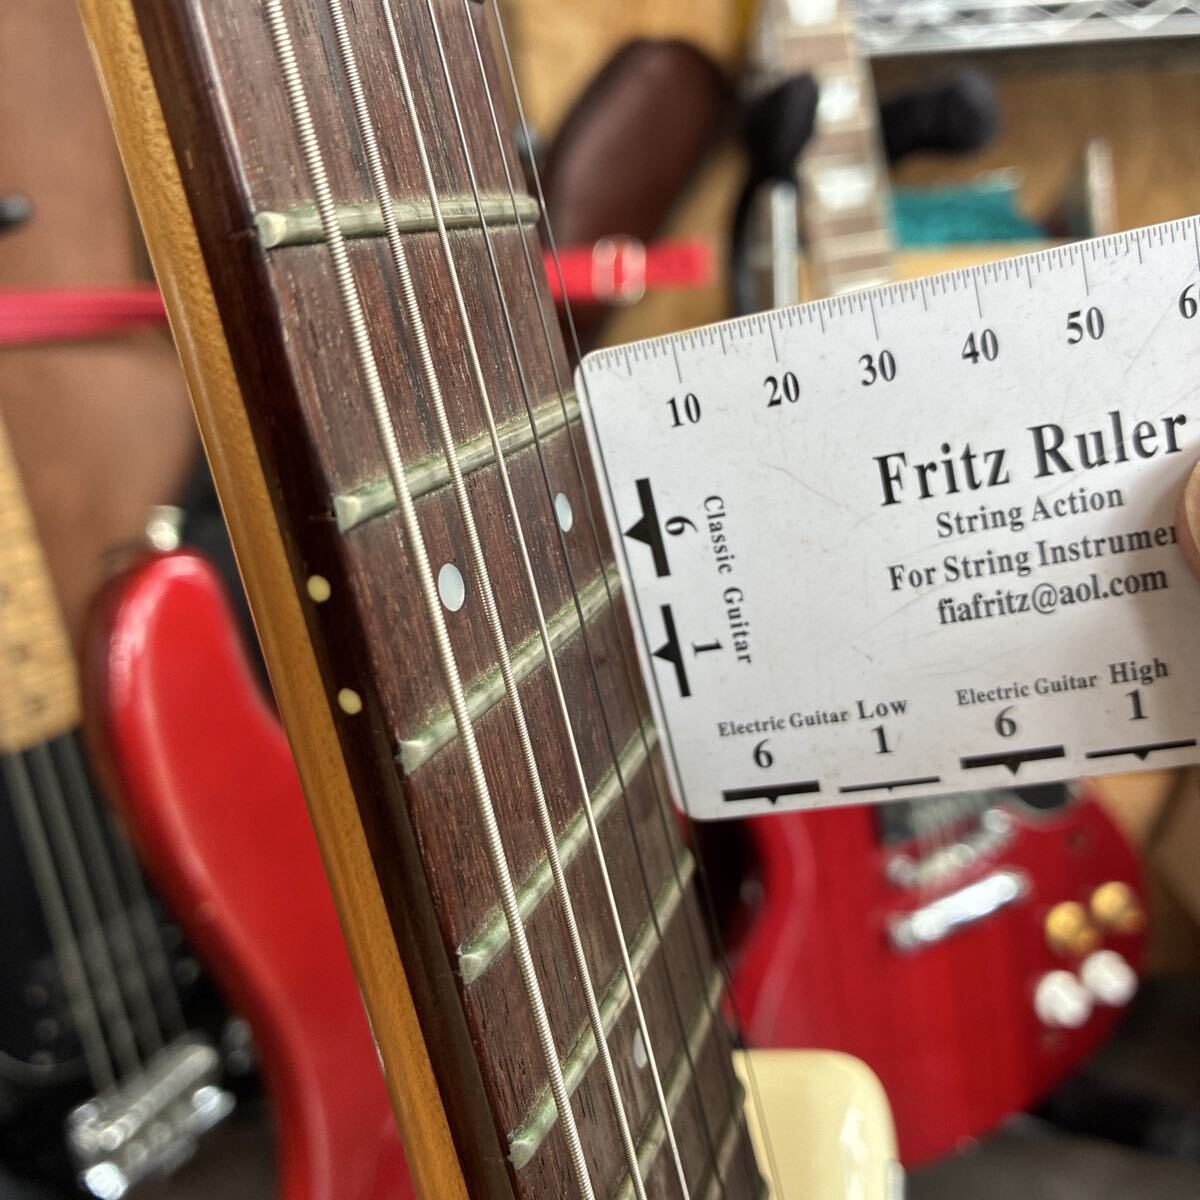 10 20 30 40 50 6
Fritz Ruler
String Action
For String Instrumen
fiafritz@aol.com
6 1
Classic Guitar
Electric Guitar Low
6 1
Electric Guitar High
6 1